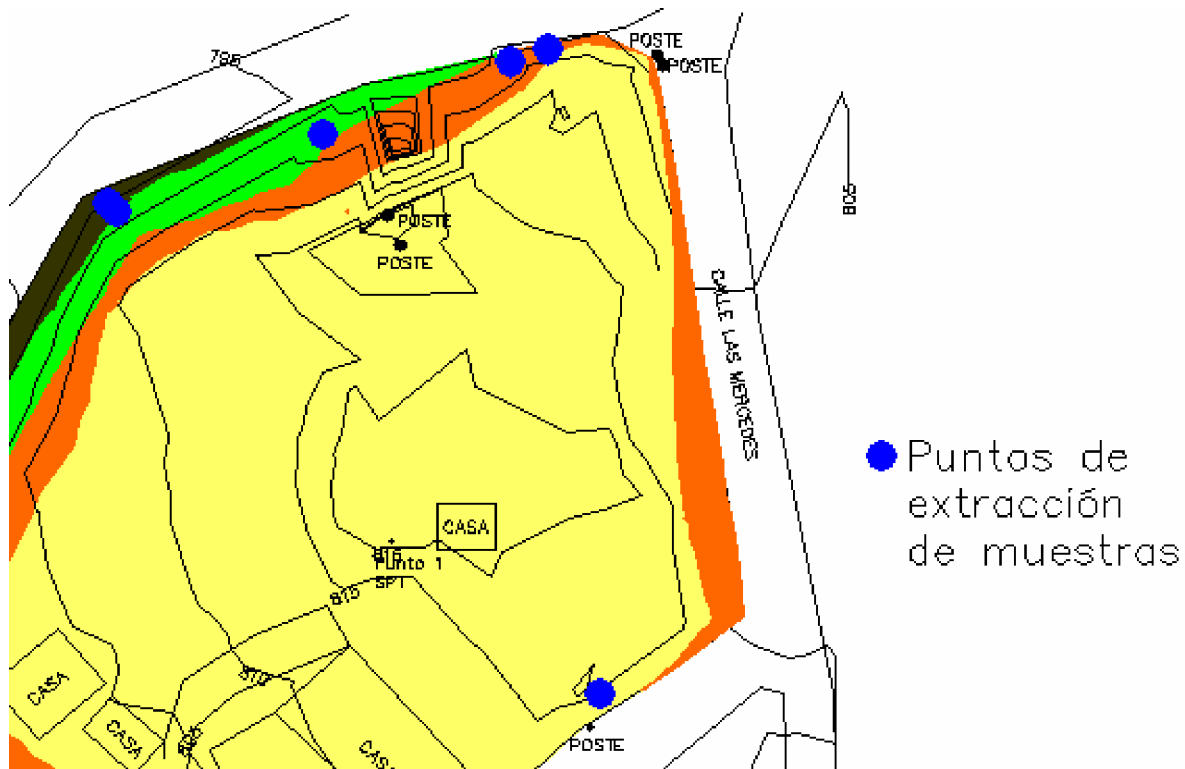 795
POSTE
POSTE
805
POSTE
POSTE
CALLE LAS MERCEDES
Puntos de
extracción
de muestras
CASA
Punto 1
SPT
815
810
CASA
CASA
CASA
POSTE